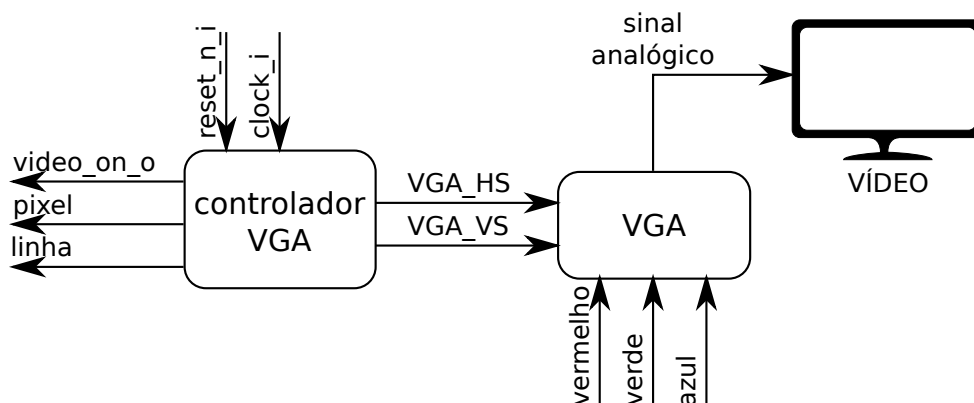 reset_n_i
clock_i
video_on_o
pixel
linha
controlador
VGA
VGA_HS
VGA_VS
VGA
sinal
analógico
VÍDEO
vermelho
verde
azul